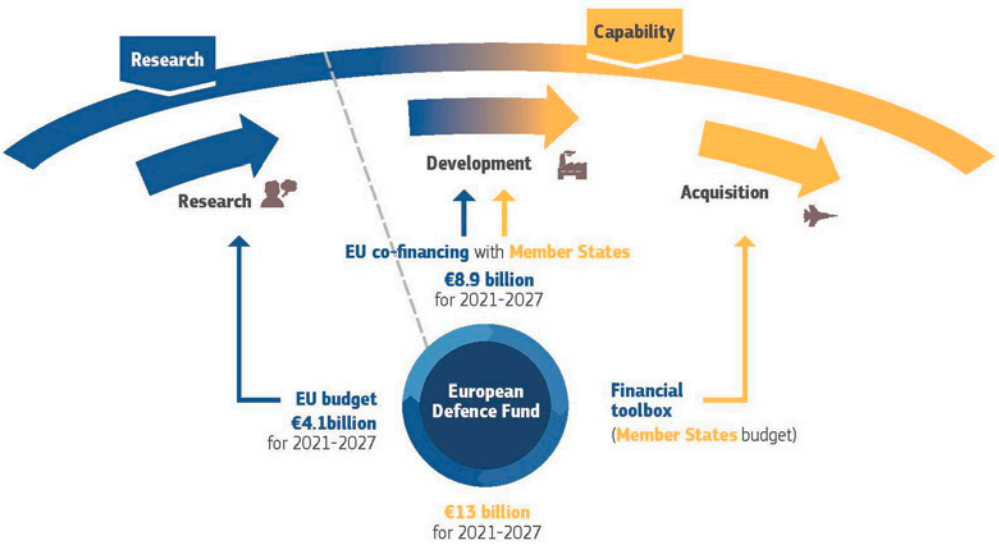 Research
Capability
Research
Development
Acquisition
EU co-financing with Member States
€8.9 billion
for 2021-2027
EU budget
€4.1billion
for 2021-2027
European
Defence Fund
Financial
toolbox
(Member States budget)
€13 billion
for 2021-2027